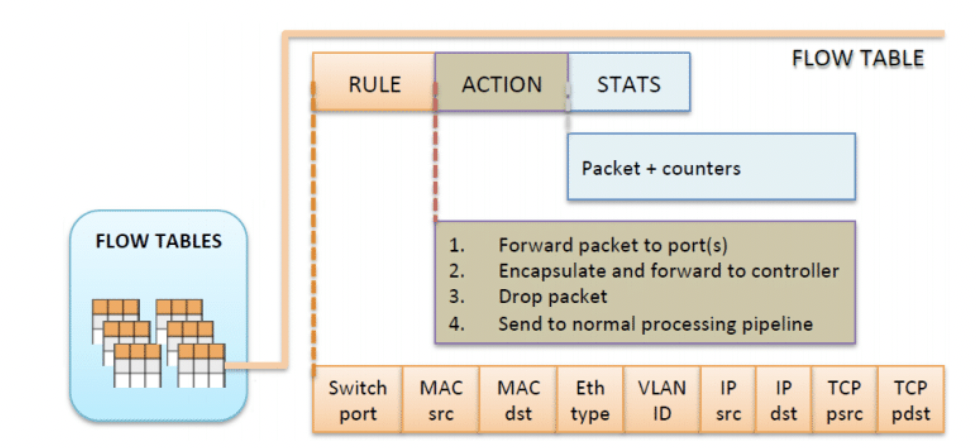 FLOW TABLE
RULE
ACTION
STATS
Packet + counters
FLOW TABLES
1. Forward packet to port(s)
2. Encapsulate and forward to controller
3. Drop packet
4. Send to normal processing pipeline
Switch port
MAC src
MAC dst
Eth type
VLAN ID
IP src
IP dst
TCP psrc
TCP pdst